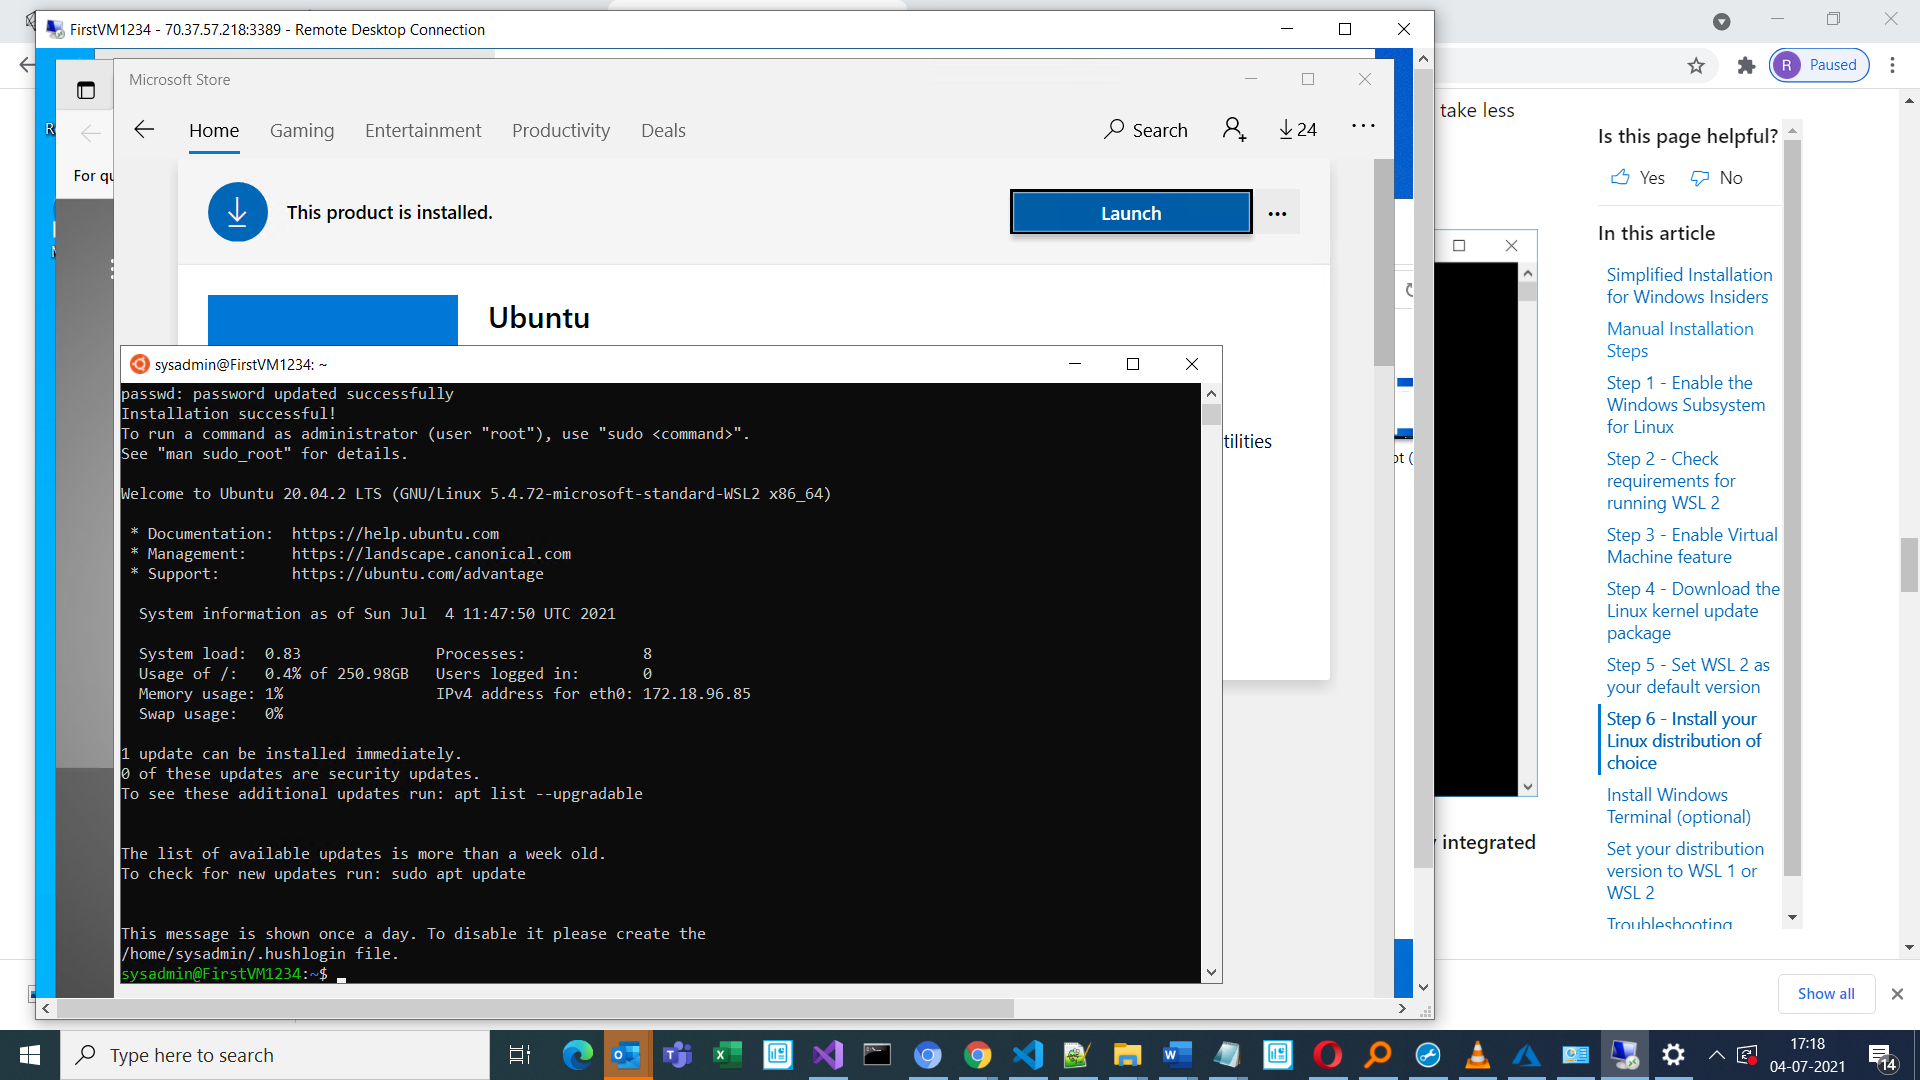 FirstVM1234 - 70.37.57.218:3389 - Remote Desktop Connection
R Paused
Microsoft Store
Home Gaming Entertainment Productivity Deals Search 24
For qu
This product is installed.
Launch
Ubuntu
tilities
sysadmin@FirstVM1234: ~
passwd: password updated successfully
Installation successful!
To run a command as administrator (user "root"), use "sudo <command>".
See "man sudo_root" for details.
Welcome to Ubuntu 20.04.2 LTS (GNU/Linux 5.4.72-microsoft-standard-WSL2 x86_64)
* Documentation: https://help.ubuntu.com
* Management: https://landscape.canonical.com
* Support: https://ubuntu.com/advantage
System information as of Sun Jul 4 11:47:50 UTC 2021
System load: 0.83 Processes: 8
Usage of /: 0.4% of 250.98GB Users logged in: 0
Memory usage: 1% IPv4 address for eth0: 172.18.96.85
Swap usage: 0%
1 update can be installed immediately.
0 of these updates are security updates.
To see these additional updates run: apt list --upgradable
The list of available updates is more than a week old.
To check for new updates run: sudo apt update
This message is shown once a day. To disable it please create the
/home/sysadmin/.hushlogin file.
sysadmin@FirstVM1234:~$
take less
integrated
Is this page helpful?
Yes No
In this article
Simplified Installation
for Windows Insiders
Manual Installation
Steps
Step 1 - Enable the
Windows Subsystem
for Linux
Step 2 - Check
requirements for
running WSL 2
Step 3 - Enable Virtual
Machine feature
Step 4 - Download the
Linux kernel update
package
Step 5 - Set WSL 2 as
your default version
Step 6 - Install your
Linux distribution of
choice
Install Windows
Terminal (optional)
Set your distribution
version to WSL 1 or
WSL 2
Troubleshooting
Show all
Type here to search
17:18
04-07-2021
14